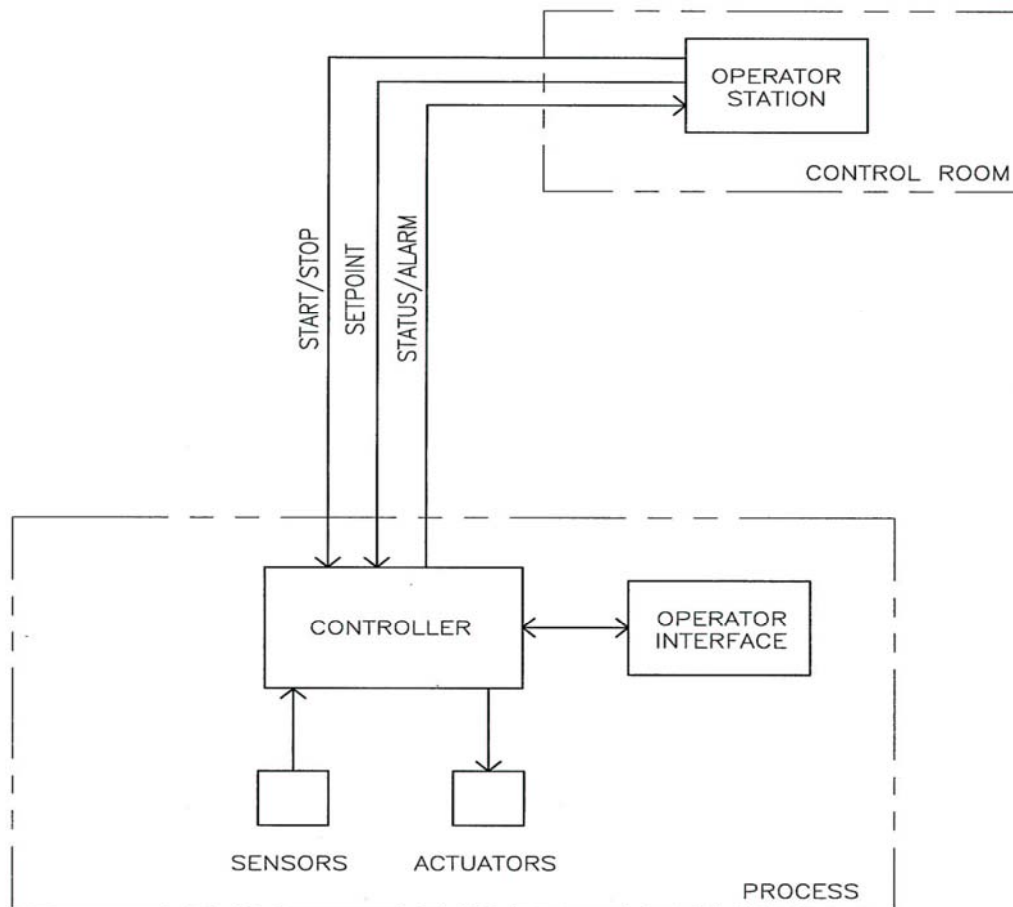 OPERATOR
STATION
CONTROL ROOM
START/STOP
SETPOINT
STATUS/ALARM
CONTROLLER
OPERATOR
INTERFACE
SENSORS
ACTUATORS
PROCESS